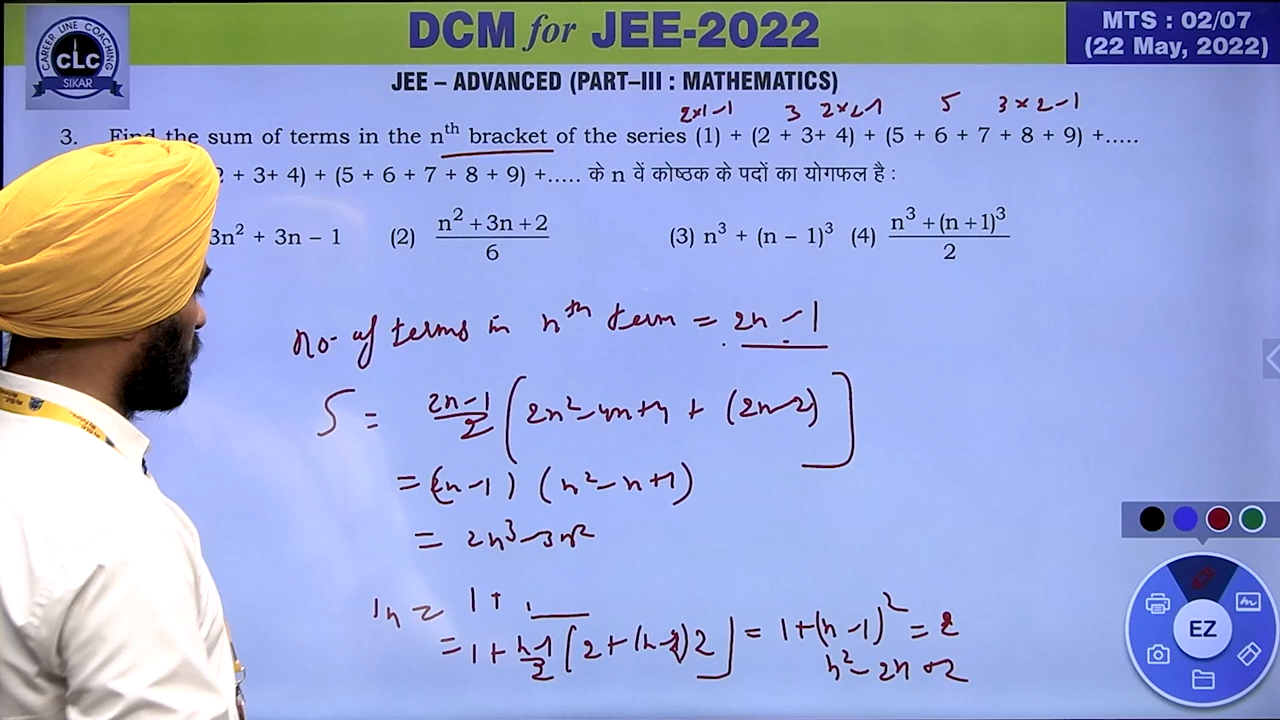 DCM for JEE-2022
MTS : 02/07
(22 May, 2022)
CAREER LINE COACHING
CLC
SIKAR
JEE – ADVANCED (PART–III : MATHEMATICS)
2×1-1 3 2×2-1 5 3×2-1
3. Find the sum of terms in the nth bracket of the series (1) + (2 + 3+ 4) + (5 + 6 + 7 + 8 + 9) +.....
+ 3+ 4) + (5 + 6 + 7 + 8 + 9) +..... के n वें कोष्ठक के पदों का योगफल है :
3n² + 3n – 1 (2) n² +3n + 2 / 6 (3) n³ + (n – 1)³ (4) n³ +(n +1)³ / 2
no. of terms in nth term = 2n - 1
S = 2n-1/2 [2n²-4n+4 + (2n-2)]
= (2n-1) (n²-n+1)
= 2n³-3n²
= 1+
= 1+ n-1/2 [2+(n-2)2] = 1+(n-1)² =
n²-2n+2
EZ